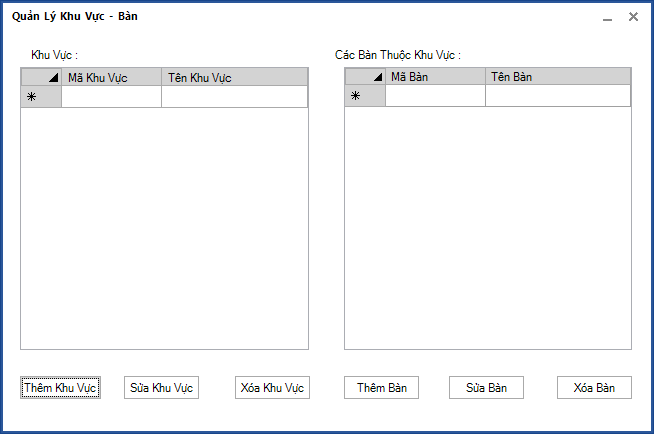 Quản Lý Khu Vực - Bàn
Khu Vực :
Các Bàn Thuộc Khu Vực :
Mã Khu Vực Tên Khu Vực
Mã Bàn Tên Bàn
Thêm Khu Vực Sửa Khu Vực Xóa Khu Vực Thêm Bàn Sửa Bàn Xóa Bàn